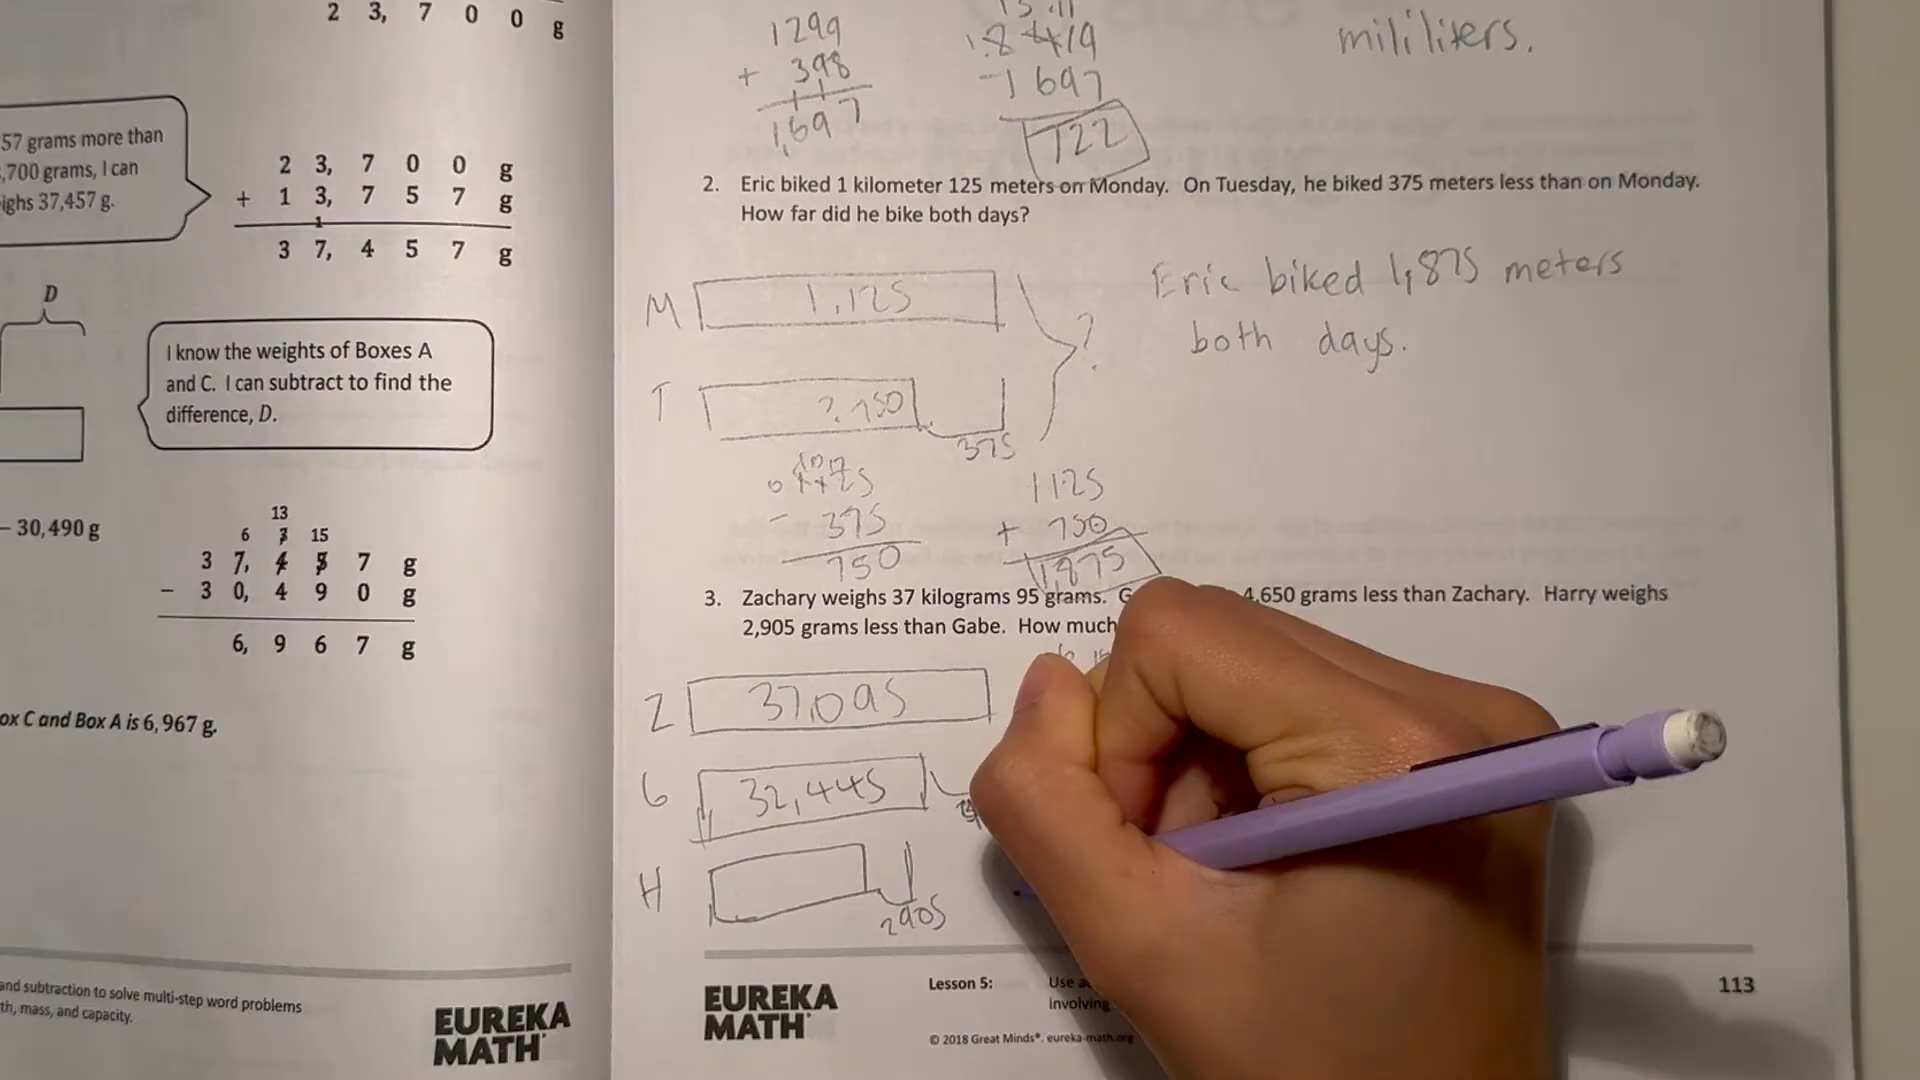 2 3, 7 0 0 g
57 grams more than
,700 grams, I can
ighs 37,457 g.
2 3, 7 0 0 g
+ 1 3, 7 5 7 g
1
3 7, 4 5 7 g
D
I know the weights of Boxes A
and C. I can subtract to find the
difference, D.
– 30,490 g
13
6 3 15
3 7, 4 5 7 g
– 3 0, 4 9 0 g
6, 9 6 7 g
ox C and Box A is 6,967 g.
and subtraction to solve multi-step word problems
th, mass, and capacity.
EUREKA
MATH
1299
+ 398
1,697
- 1697
722
mililiters.
2. Eric biked 1 kilometer 125 meters on Monday. On Tuesday, he biked 375 meters less than on Monday.
How far did he bike both days?
M 1,125
?
T ?, 750
375
Eric biked 1,875 meters
both days.
- 375
750
1125
+ 750
1,875
3. Zachary weighs 37 kilograms 95 grams. 4,650 grams less than Zachary. Harry weighs
2,905 grams less than Gabe. How much
Z 37,095
G 32,445
H
2905
EUREKA
MATH
Lesson 5: Use
involving
© 2018 Great Minds®. eureka-math.org
113